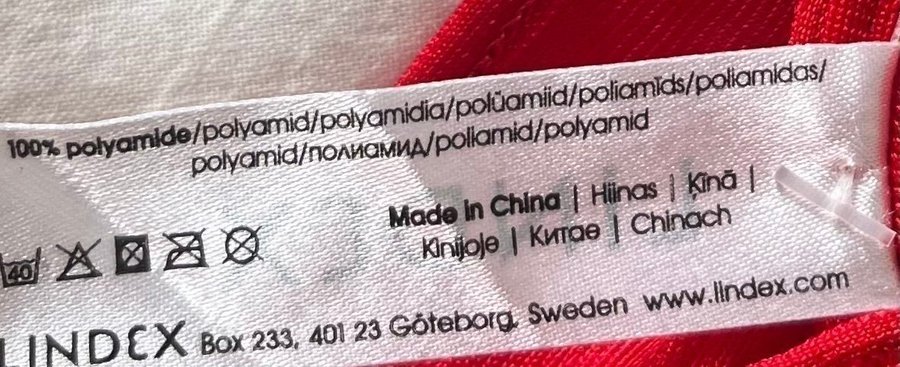 100% polyamide/polyamid/polyamidia/polüamiid/poliamīds/poliamidas/
polyamid/полиамид/poliamid/polyamid
Made in China | Hiinas | Ķīnā |
Kinijoje | Китае | Chinach
40
LINDEX Box 233, 401 23 Göteborg, Sweden www.lindex.com